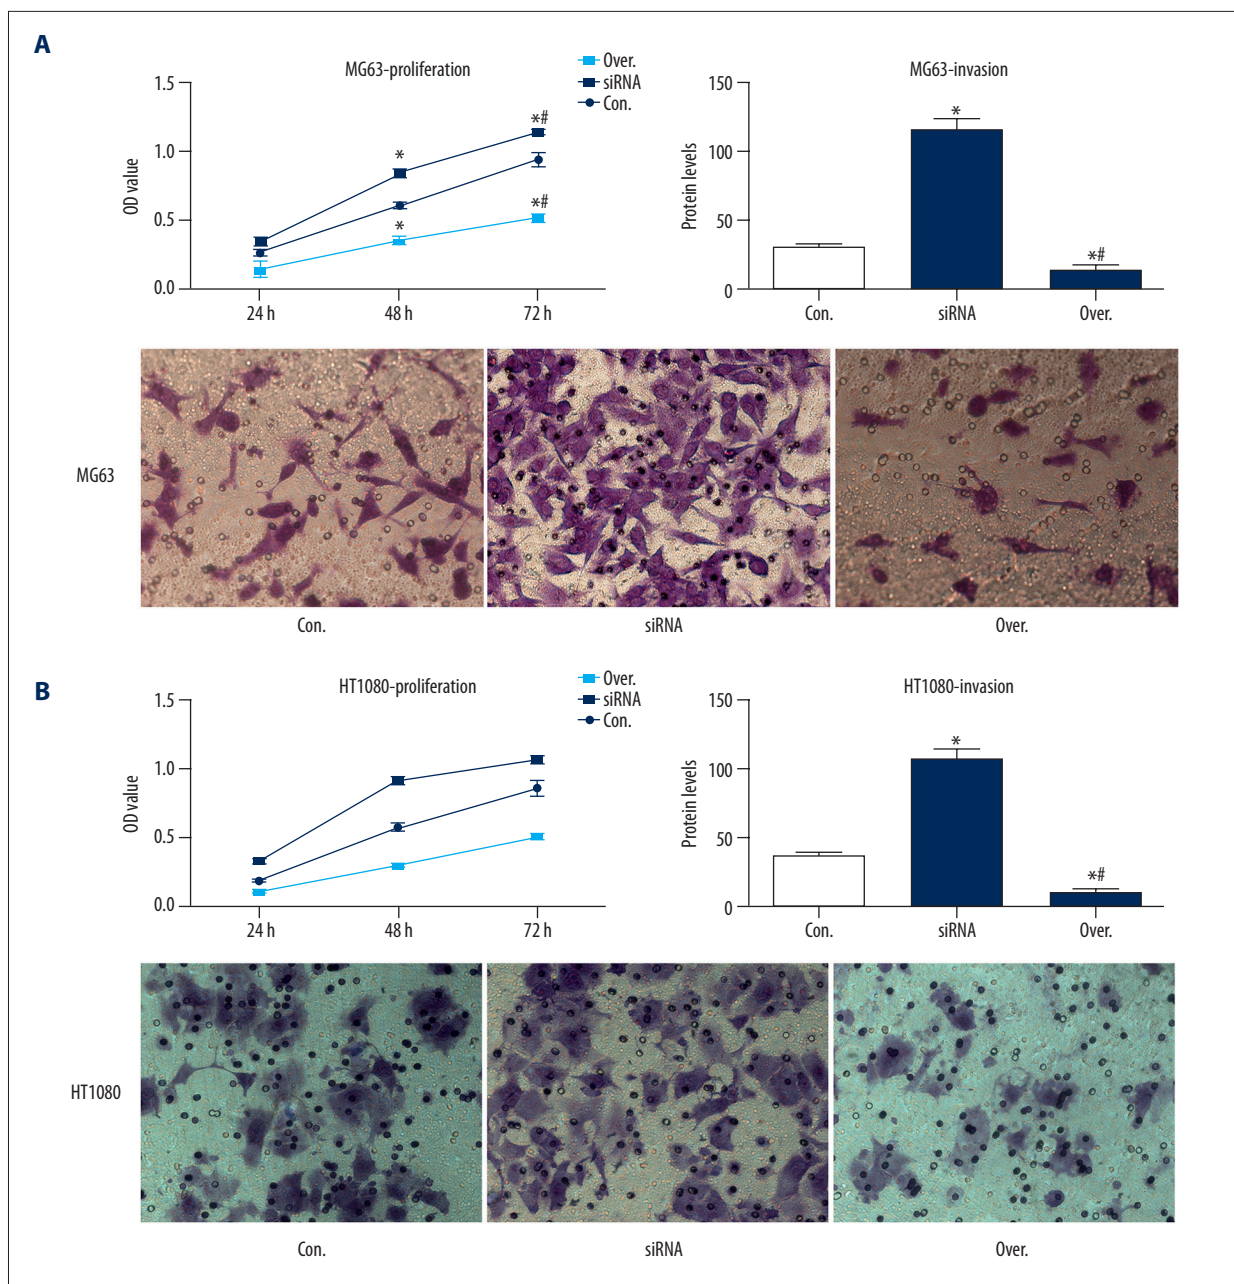 A
MG63-proliferation
Over.
siRNA
Con.
OD value
1.5
1.0
0.5
0.0
24 h
48 h
72 h
*
*
*#
*#
MG63-invasion
Protein levels
150
100
50
0
*
*#
Con.
siRNA
Over.
MG63
Con.
siRNA
Over.
B
HT1080-proliferation
Over.
siRNA
Con.
OD value
1.5
1.0
0.5
0.0
24 h
48 h
72 h
HT1080-invasion
Protein levels
150
100
50
0
*
*#
Con.
siRNA
Over.
HT1080
Con.
siRNA
Over.